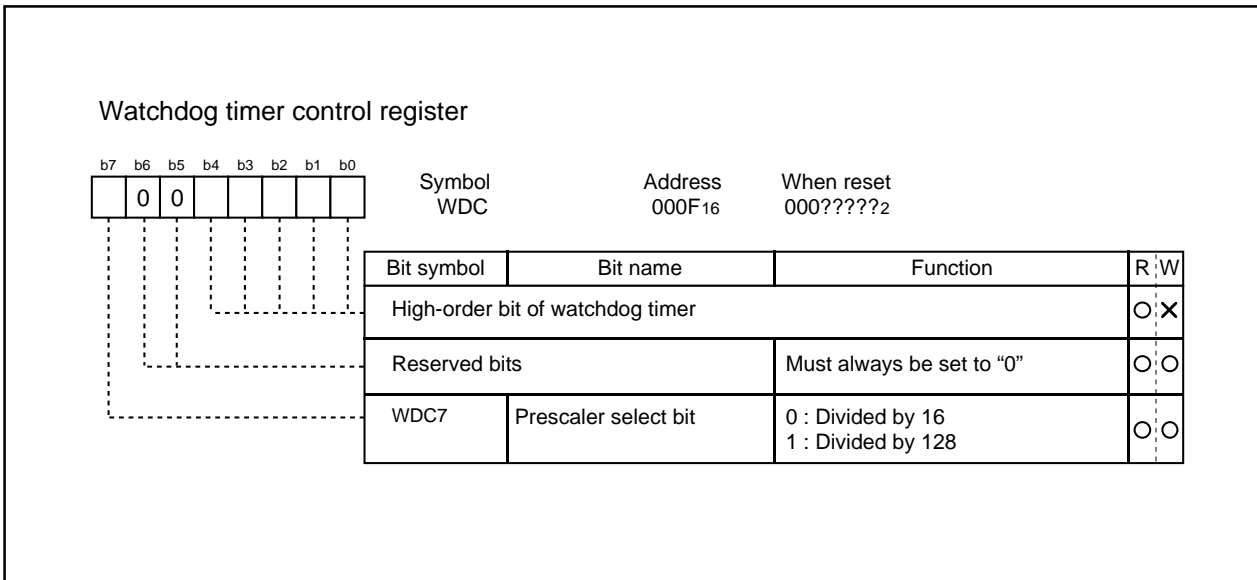 Watchdog timer control register
b7 b6 b5 b4 b3 b2 b1 b0
0 0
Symbol Address When reset
WDC 000F16 000?????2
Bit symbol Bit name Function R W
High-order bit of watchdog timer
Reserved bits Must always be set to “0”
WDC7 Prescaler select bit 0 : Divided by 16
1 : Divided by 128